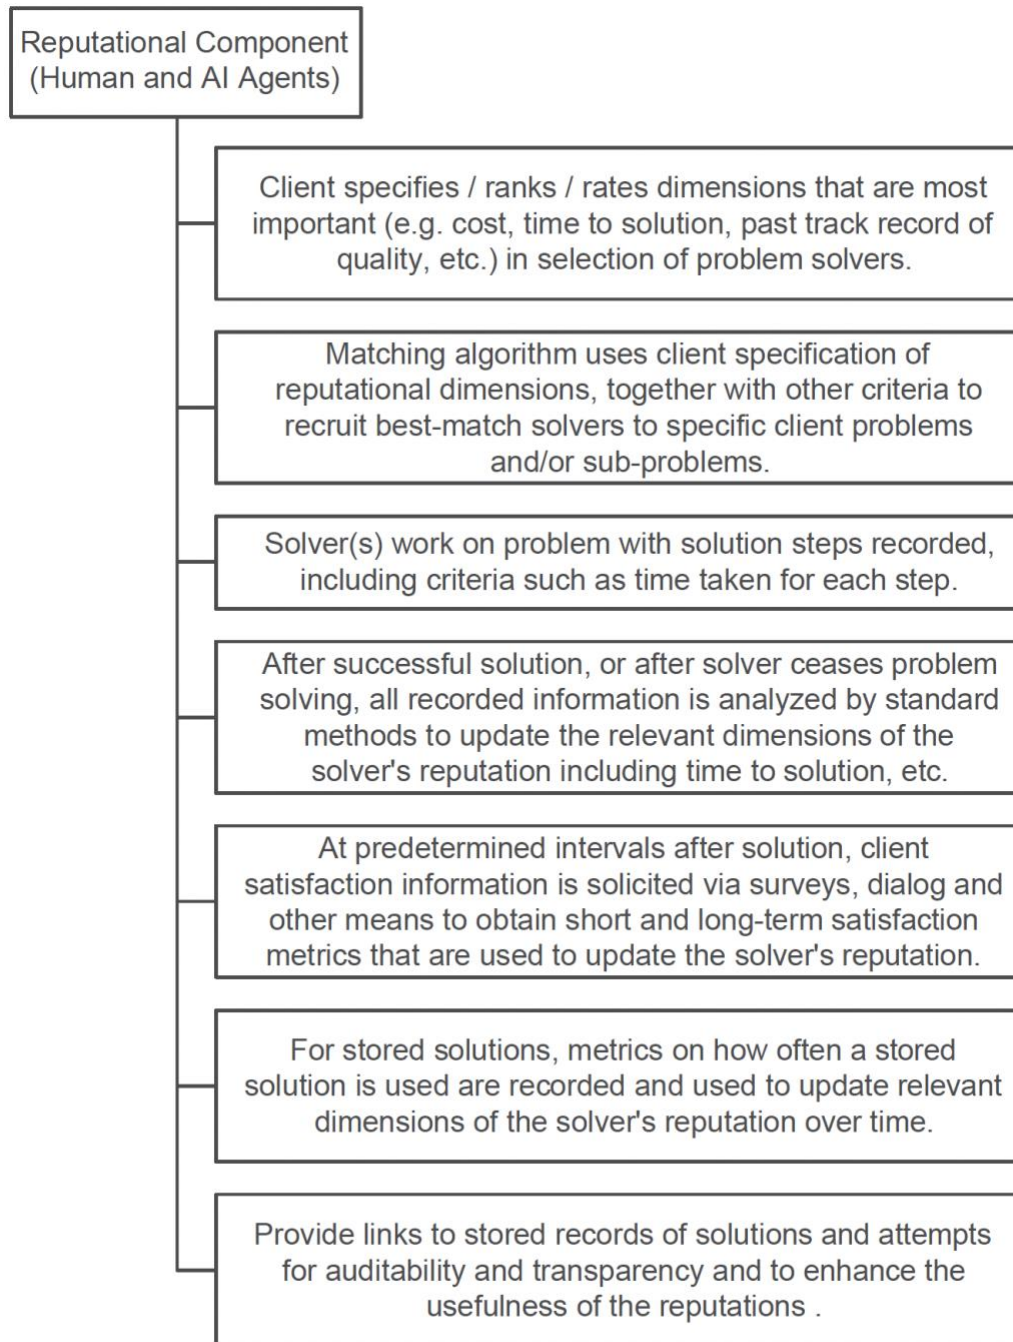 Reputational Component
(Human and AI Agents)
Client specifies / ranks / rates dimensions that are most
important (e.g. cost, time to solution, past track record of
quality, etc.) in selection of problem solvers.
Matching algorithm uses client specification of
reputational dimensions, together with other criteria to
recruit best-match solvers to specific client problems
and/or sub-problems.
Solver(s) work on problem with solution steps recorded,
including criteria such as time taken for each step.
After successful solution, or after solver ceases problem
solving, all recorded information is analyzed by standard
methods to update the relevant dimensions of the
solver's reputation including time to solution, etc.
At predetermined intervals after solution, client
satisfaction information is solicited via surveys, dialog and
other means to obtain short and long-term satisfaction
metrics that are used to update the solver's reputation.
For stored solutions, metrics on how often a stored
solution is used are recorded and used to update relevant
dimensions of the solver's reputation over time.
Provide links to stored records of solutions and attempts
for auditability and transparency and to enhance the
usefulness of the reputations .